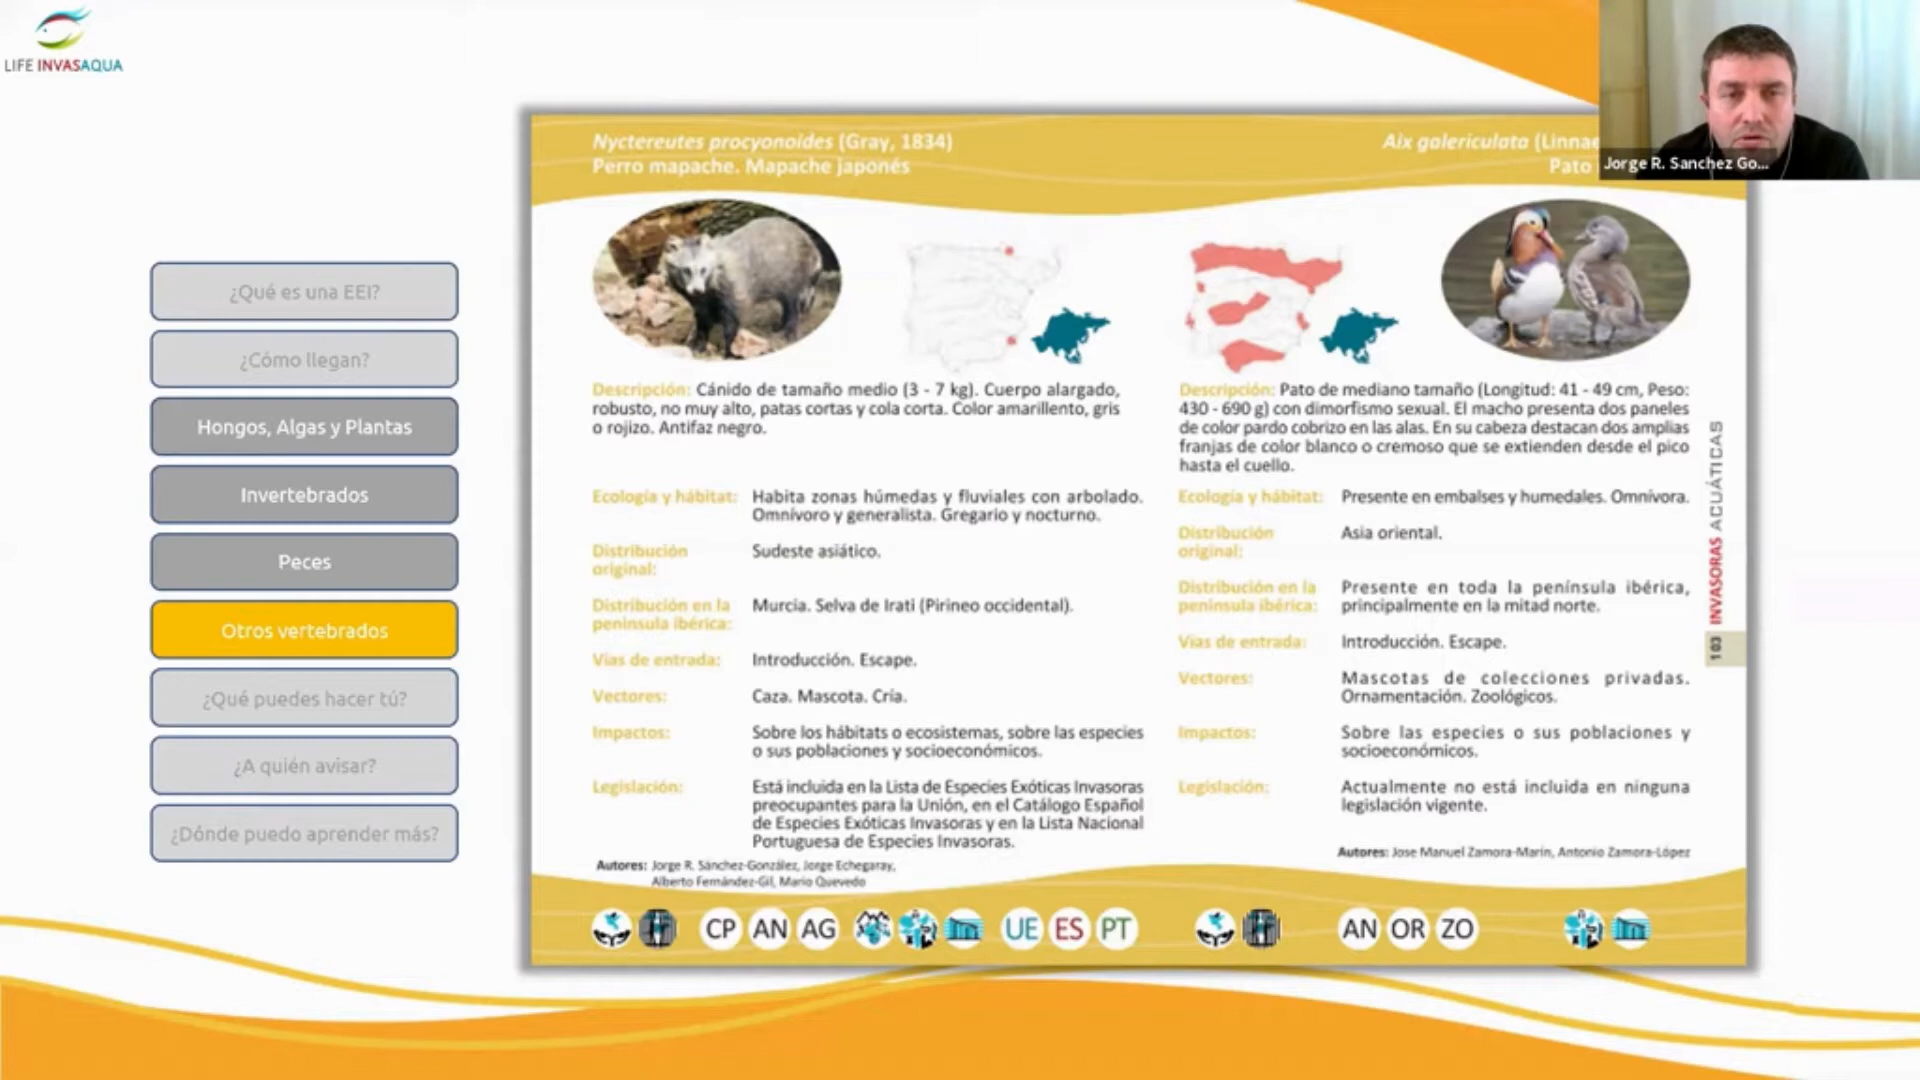 LIFE INVASAQUA
Jorge R. Sanchez Go...
¿Qué es una EEI?
¿Cómo llegan?
Hongos, Algas y Plantas
Invertebrados
Peces
Otros vertebrados
¿Qué puedes hacer tú?
¿A quién avisar?
¿Dónde puedo aprender más?
Nyctereutes procyonoides (Gray, 1834)
Perro mapache. Mapache japonés
Descripción: Cánido de tamaño medio (3 - 7 kg). Cuerpo alargado,
robusto, no muy alto, patas cortas y cola corta. Color amarillento, gris
o rojizo. Antifaz negro.
Ecología y hábitat: Habita zonas húmedas y fluviales con arbolado.
Omnívoro y generalista. Gregario y nocturno.
Distribución Sudeste asiático.
original:
Distribución en la Murcia. Selva de Irati (Pirineo occidental).
península ibérica:
Vías de entrada: Introducción. Escape.
Vectores: Caza. Mascota. Cría.
Impactos: Sobre los hábitats o ecosistemas, sobre las especies
o sus poblaciones y socioeconómicos.
Legislación: Está incluida en la Lista de Especies Exóticas Invasoras
preocupantes para la Unión, en el Catálogo Español
de Especies Exóticas Invasoras y en la Lista Nacional
Portuguesa de Especies Invasoras.
Autores: Jorge R. Sánchez-González, Jorge Echegaray,
Alberto Fernández-Gil, Mario Quevedo
CP AN AG UE ES PT
Aix galericulata (Linnae
Pato
Descripción: Pato de mediano tamaño (Longitud: 41 - 49 cm, Peso:
430 - 690 g) con dimorfismo sexual. El macho presenta dos paneles
de color pardo cobrizo en las alas. En su cabeza destacan dos amplias
franjas de color blanco o cremoso que se extienden desde el pico
hasta el cuello.
Ecología y hábitat: Presente en embalses y humedales. Omnívora.
Distribución Asia oriental.
original:
Distribución en la Presente en toda la península ibérica,
península ibérica: principalmente en la mitad norte.
Vías de entrada: Introducción. Escape.
Vectores: Mascotas de colecciones privadas.
Ornamentación. Zoológicos.
Impactos: Sobre las especies o sus poblaciones y
socioeconómicos.
Legislación: Actualmente no está incluida en ninguna
legislación vigente.
Autores: Jose Manuel Zamora-Marín, Antonio Zamora-López
AN OR ZO
103 INVASORAS ACUÁTICAS